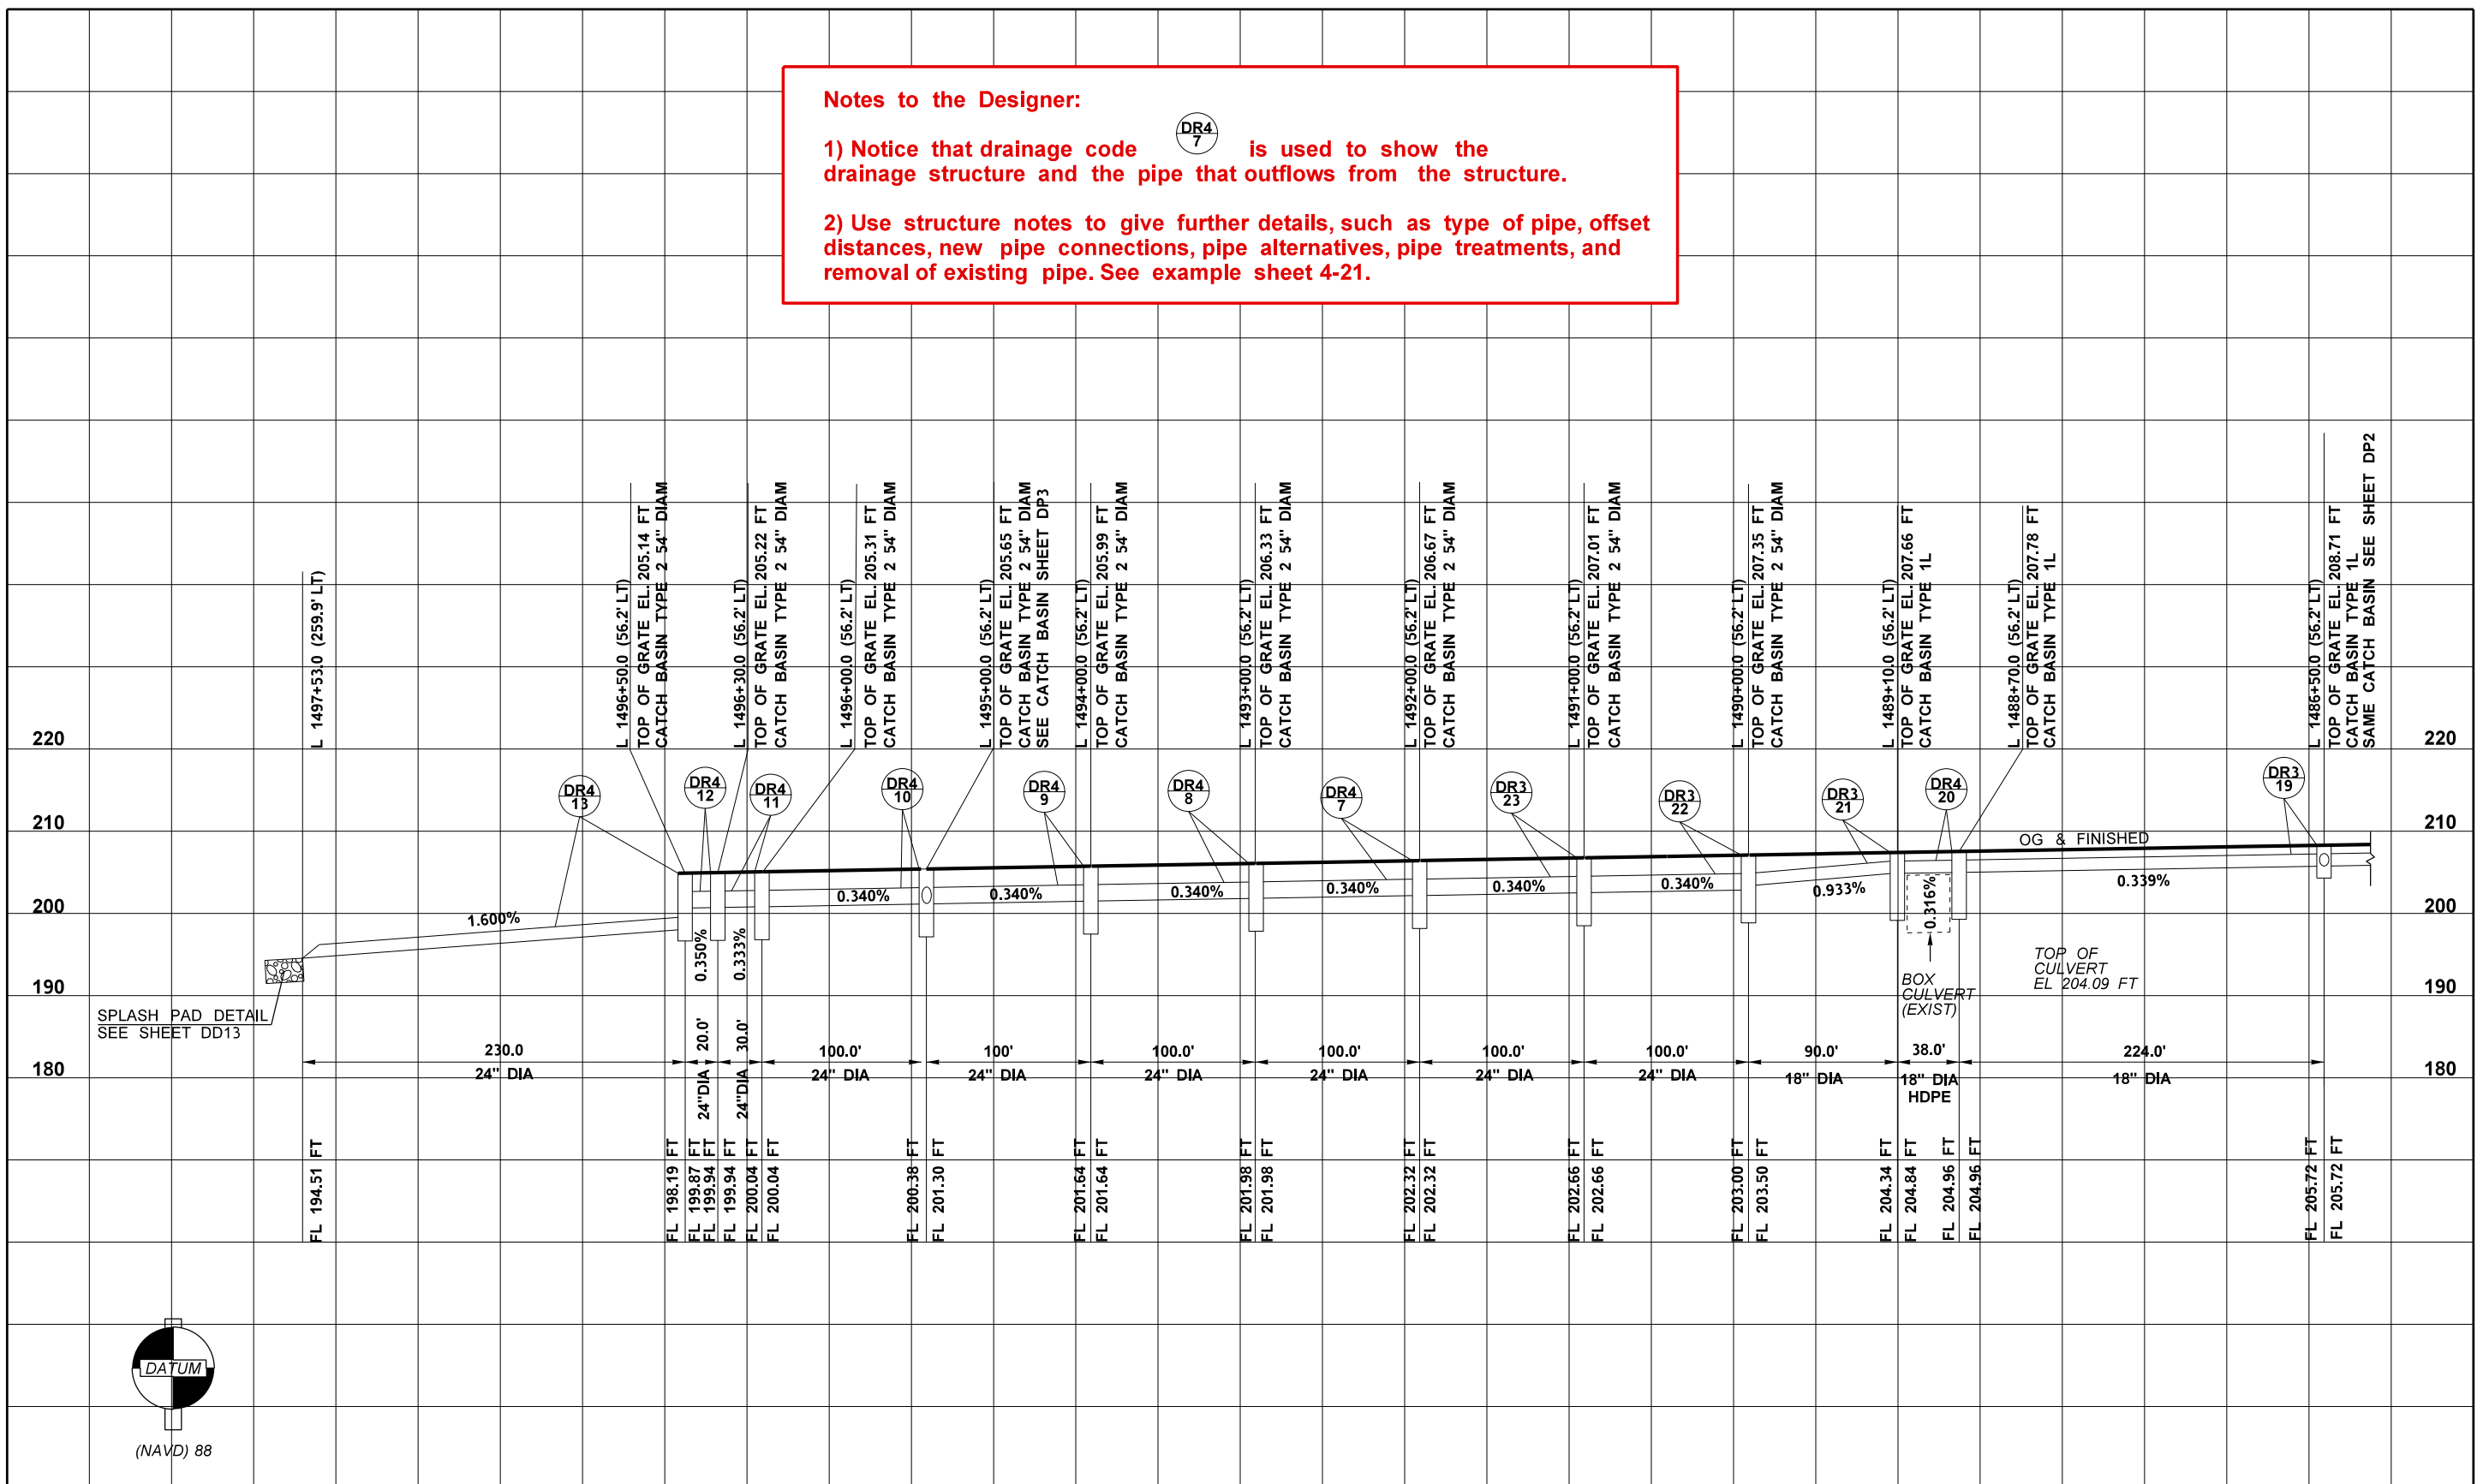 Notes to the Designer:
1) Notice that drainage code DR4 7 is used to show the
drainage structure and the pipe that outflows from the structure.
2) Use structure notes to give further details, such as type of pipe, offset
distances, new pipe connections, pipe alternatives, pipe treatments, and
removal of existing pipe. See example sheet 4-21.
L 1497+53.0 (259.9' LT)
L 1496+50.0 (56.2' LT)
TOP OF GRATE EL. 205.14 FT
CATCH BASIN TYPE 2 54" DIAM
L 1496+30.0 (56.2' LT)
TOP OF GRATE EL. 205.22 FT
CATCH BASIN TYPE 2 54" DIAM
L 1496+00.0 (56.2' LT)
TOP OF GRATE EL. 205.31 FT
CATCH BASIN TYPE 2 54" DIAM
L 1495+00.0 (56.2' LT)
TOP OF GRATE EL. 205.65 FT
CATCH BASIN TYPE 2 54" DIAM
SEE CATCH BASIN SHEET DP3
L 1494+00.0 (56.2' LT)
TOP OF GRATE EL. 205.99 FT
CATCH BASIN TYPE 2 54" DIAM
L 1493+00.0 (56.2' LT)
TOP OF GRATE EL. 206.33 FT
CATCH BASIN TYPE 2 54" DIAM
L 1492+00.0 (56.2' LT)
TOP OF GRATE EL. 206.67 FT
CATCH BASIN TYPE 2 54" DIAM
L 1491+00.0 (56.2' LT)
TOP OF GRATE EL. 207.01 FT
CATCH BASIN TYPE 2 54" DIAM
L 1490+00.0 (56.2' LT)
TOP OF GRATE EL. 207.35 FT
CATCH BASIN TYPE 2 54" DIAM
L 1489+10.0 (56.2' LT)
TOP OF GRATE EL. 207.66 FT
CATCH BASIN TYPE 1L
L 1488+70.0 (56.2' LT)
TOP OF GRATE EL. 207.78 FT
CATCH BASIN TYPE 1L
L 1486+50.0 (56.2' LT)
TOP OF GRATE EL. 208.71 FT
CATCH BASIN TYPE 1L
SAME CATCH BASIN SEE SHEET DP2
220
220
DR4
13
DR4
12
DR4
11
DR4
10
DR4
9
DR4
8
DR4
7
DR3
23
DR3
22
DR3
21
DR4
20
DR3
19
210
210
OG & FINISHED
200
200
1.600%
0.350%
0.333%
0.340%
0.340%
0.340%
0.340%
0.340%
0.340%
0.933%
0.316%
0.339%
190
190
BOX
CULVERT
(EXIST)
TOP OF
CULVERT
EL 204.09 FT
SPLASH PAD DETAIL
SEE SHEET DD13
180
180
230.0
24" DIA
20.0'
24"DIA
30.0'
24"DIA
100.0'
24" DIA
100'
24" DIA
100.0'
24" DIA
100.0'
24" DIA
100.0'
24" DIA
100.0'
24" DIA
90.0'
18" DIA
38.0'
18" DIA
HDPE
224.0'
18" DIA
FL 194.51 FT
FL 198.19 FT
FL 199.87 FT
FL 199.94 FT
FL 199.94 FT
FL 200.04 FT
FL 200.04 FT
FL 200.38 FT
FL 201.30 FT
FL 201.64 FT
FL 201.64 FT
FL 201.98 FT
FL 201.98 FT
FL 202.32 FT
FL 202.32 FT
FL 202.66 FT
FL 202.66 FT
FL 203.00 FT
FL 203.50 FT
FL 204.34 FT
FL 204.84 FT
FL 204.96 FT
FL 204.96 FT
FL 205.72 FT
FL 205.72 FT
DATUM
(NAVD) 88